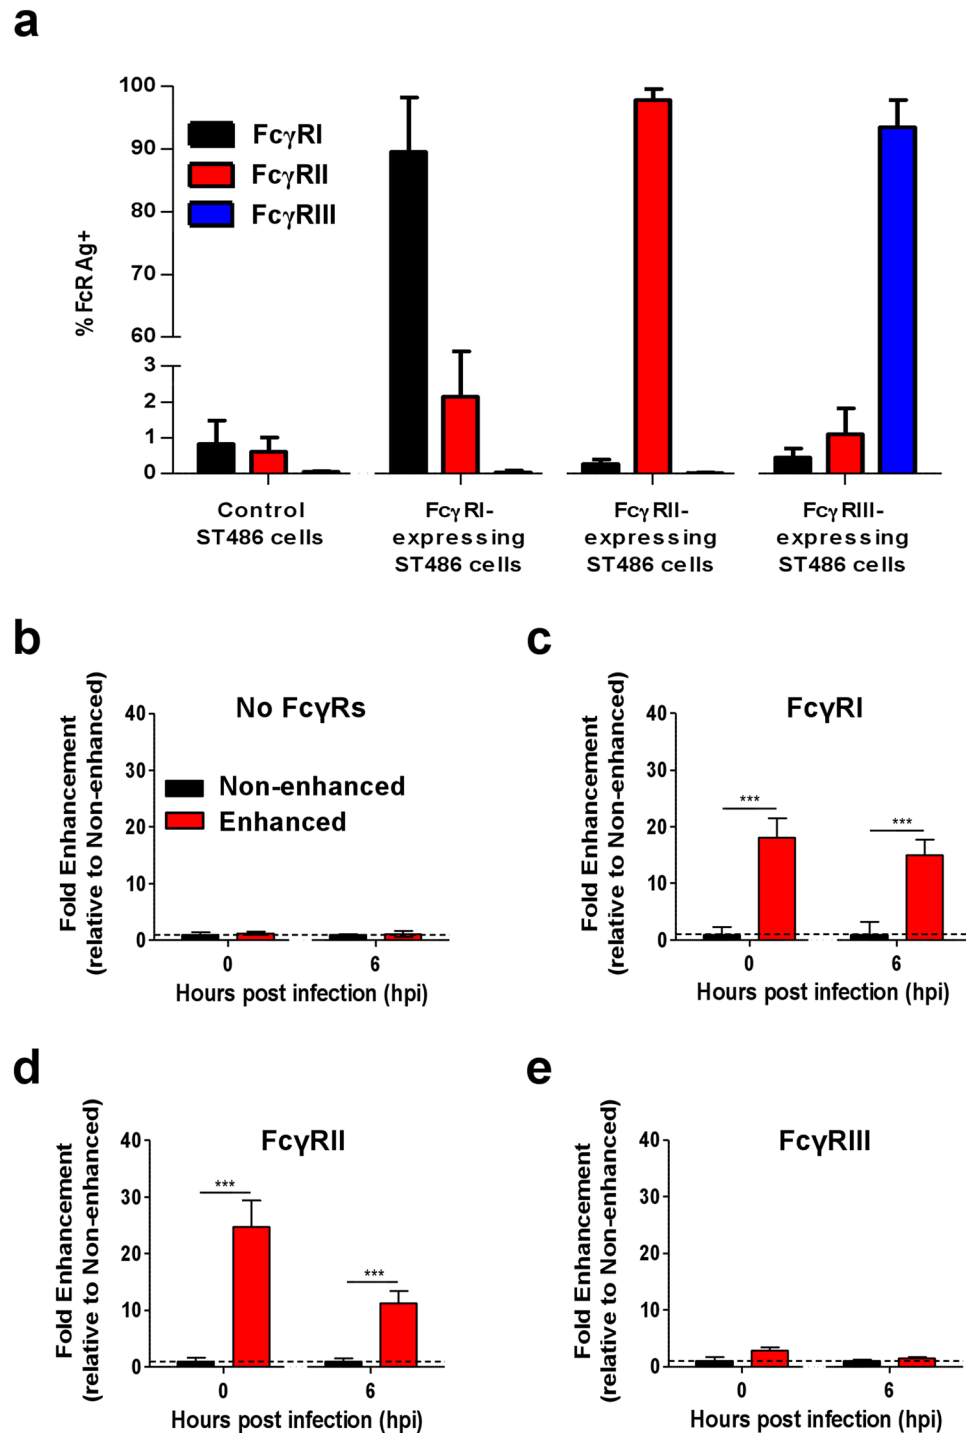 a
100
90
80
70
60
3
2
1
0
% FcR Ag+
FcγRI
FcγRII
FcγRIII
Control
ST486 cells
FcγRI-
expressing
ST486 cells
FcγRII-
expressing
ST486 cells
FcγRIII-
expressing
ST486 cells
b
No FcγRs
Fold Enhancement
(relative to Non-enhanced)
40
30
20
10
0
Non-enhanced
Enhanced
0
6
Hours post infection (hpi)
c
FcγRI
Fold Enhancement
(relative to Non-enhanced)
40
30
20
10
0
***
***
0
6
Hours post infection (hpi)
d
FcγRII
Fold Enhancement
(relative to Non-enhanced)
40
30
20
10
0
***
***
0
6
Hours post infection (hpi)
e
FcγRIII
Fold Enhancement
(relative to Non-enhanced)
40
30
20
10
0
0
6
Hours post infection (hpi)